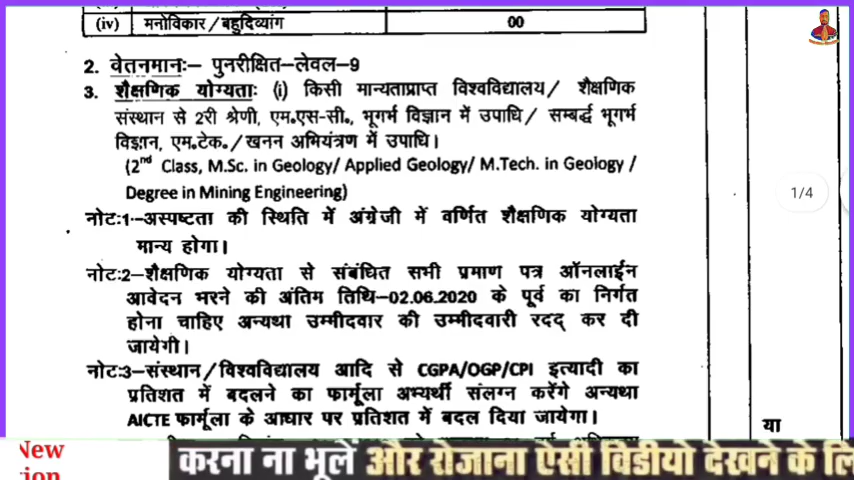 (iv) मनोविकार/बहुदिव्यांग 00
2. वेतनमानः– पुनरीक्षित–लेवल–9
3. शैक्षणिक योग्यताः (i) किसी मान्यताप्राप्त विश्वविद्यालय/ शैक्षणिक
संस्थान से 2री श्रेणी, एम.एस–सी., भूगर्भ विज्ञान में उपाधि/ सम्बर्द्ध भूगर्भ
विज्ञान, एम.टेक./खनन अभियंत्रण में उपाधि।
(2nd Class, M.Sc. in Geology/ Applied Geology/ M.Tech. in Geology /
Degree in Mining Engineering)
1/4
नोटः1–अस्पष्टता की स्थिति में अंग्रेजी में वर्णित शैक्षणिक योग्यता
मान्य होगा।
नोटः2–शैक्षणिक योग्यता से संबंधित सभी प्रमाण पत्र ऑनलाईन
आवेदन भरने की अंतिम तिथि–02.06.2020 के पूर्व का निर्गत
होना चाहिए अन्यथा उम्मीदवार की उम्मीदवारी रदद् कर दी
जायेगी।
नोटः3–संस्थान/विश्वविद्यालय आदि से CGPA/OGP/CPI इत्यादी का
प्रतिशत में बदलने का फार्मूला अभ्यर्थी संलग्न करेंगे अन्यथा
AICTE फार्मूला के आधार पर प्रतिशत में बदल दिया जायेगा।
या
New
ion
करना ना भूलें और रोजाना ऐसी विडीयो देखने के लि